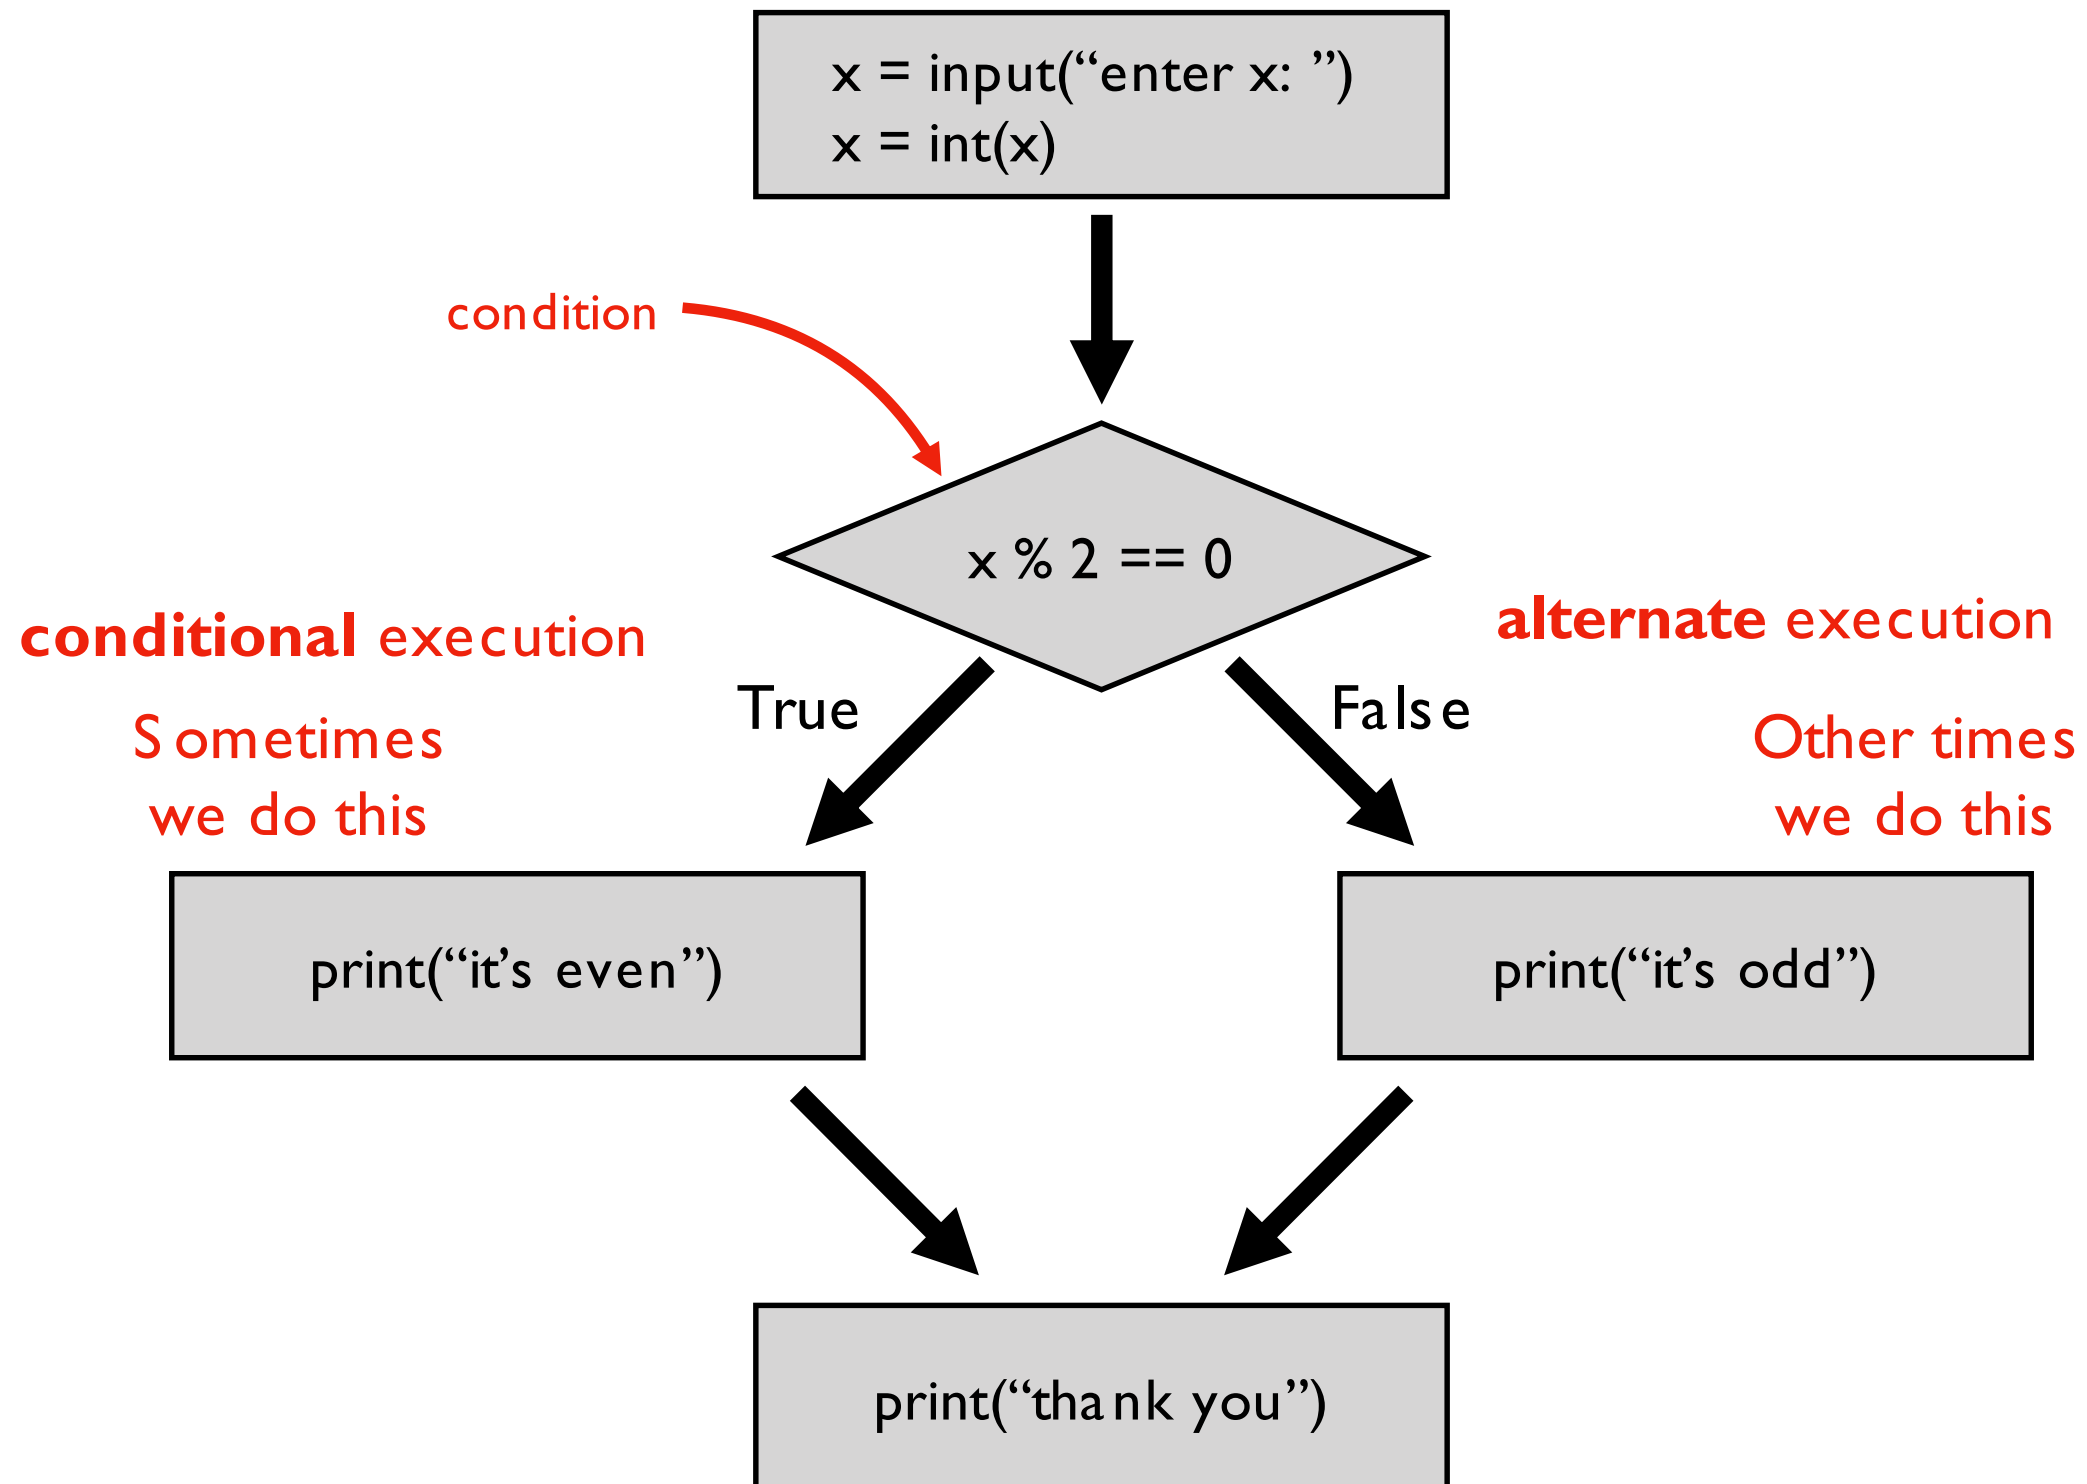 x = input(“enter x: ”)
x = int(x)
condition
x % 2 == 0
conditional execution
alternate execution
True
False
Sometimes
we do this
Other times
we do this
print(“it’s even”)
print(“it’s odd”)
print(“thank you”)